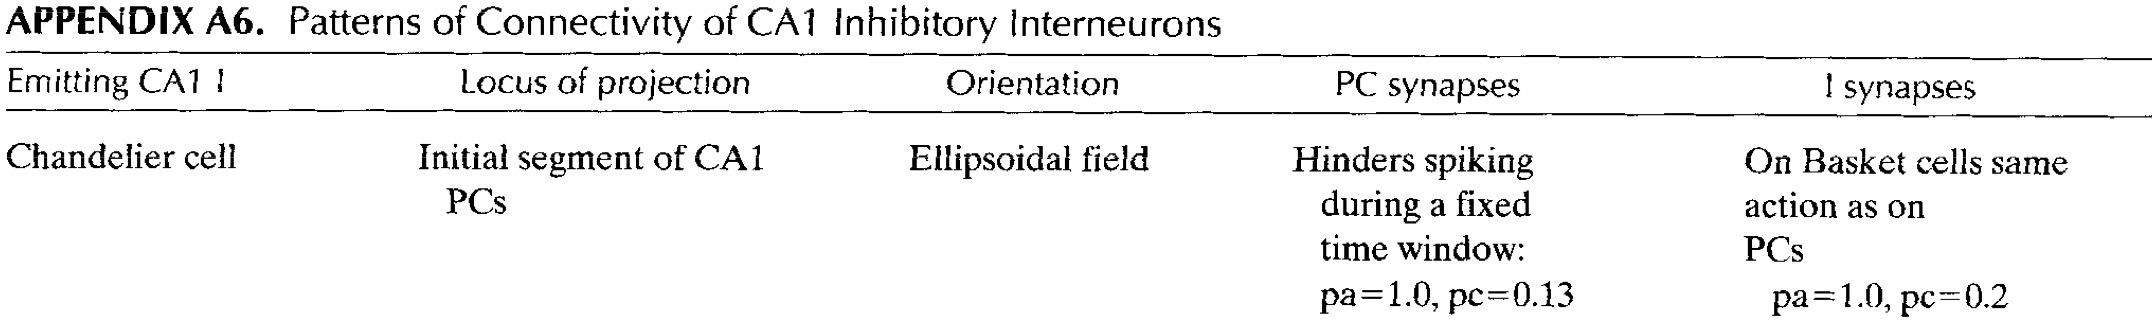 APPENDIX A6. Patterns of Connectivity of CA1 Inhibitory Interneurons
Emitting CA1 I Locus of projection Orientation PC synapses I synapses
Chandelier cell Initial segment of CA1 Ellipsoidal field Hinders spiking On Basket cells same
PCs during a fixed action as on
time window: PCs
pa=1.0, pc=0.13 pa=1.0, pc=0.2